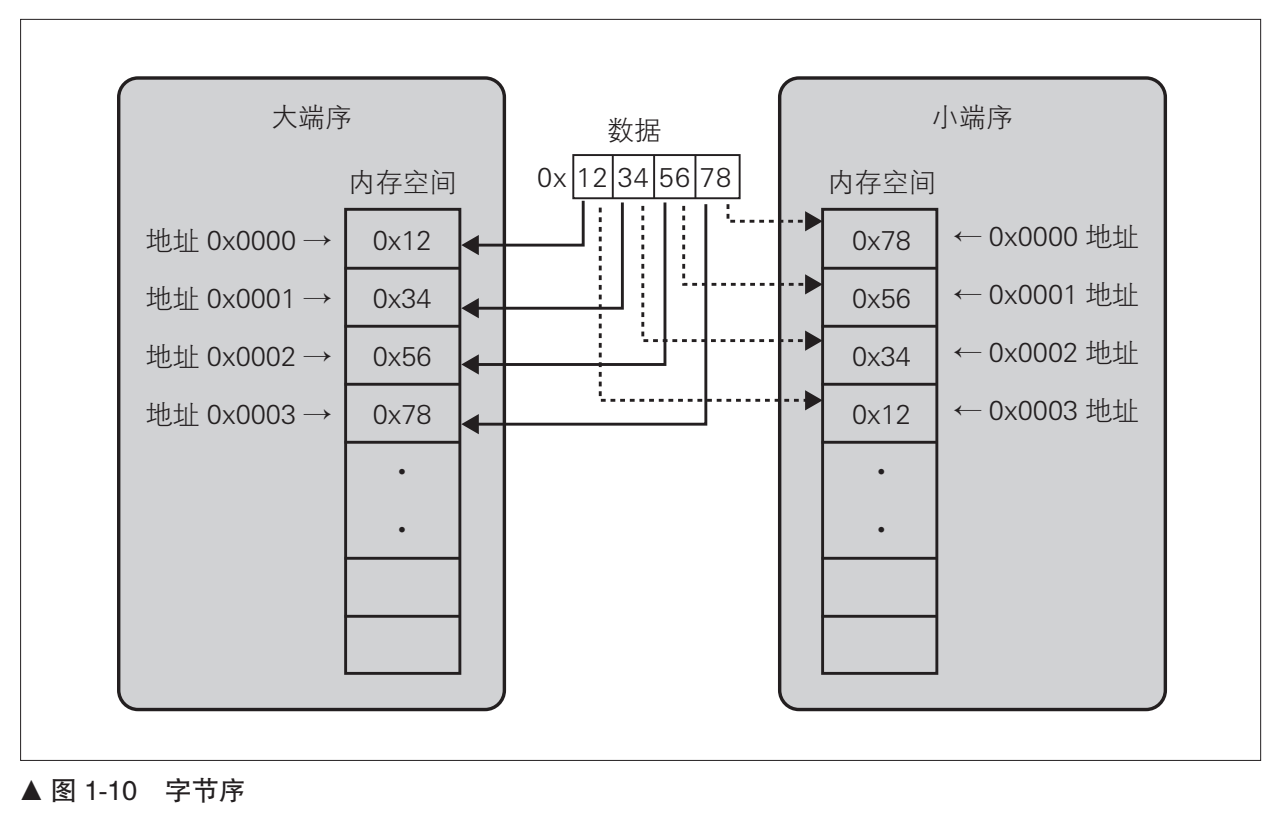 大端序
内存空间
地址 0x0000 → 0x12
地址 0x0001 → 0x34
地址 0x0002 → 0x56
地址 0x0003 → 0x78
·
·
数据
0x 12 34 56 78
小端序
内存空间
0x78 ← 0x0000 地址
0x56 ← 0x0001 地址
0x34 ← 0x0002 地址
0x12 ← 0x0003 地址
·
·
▲ 图 1-10 字节序